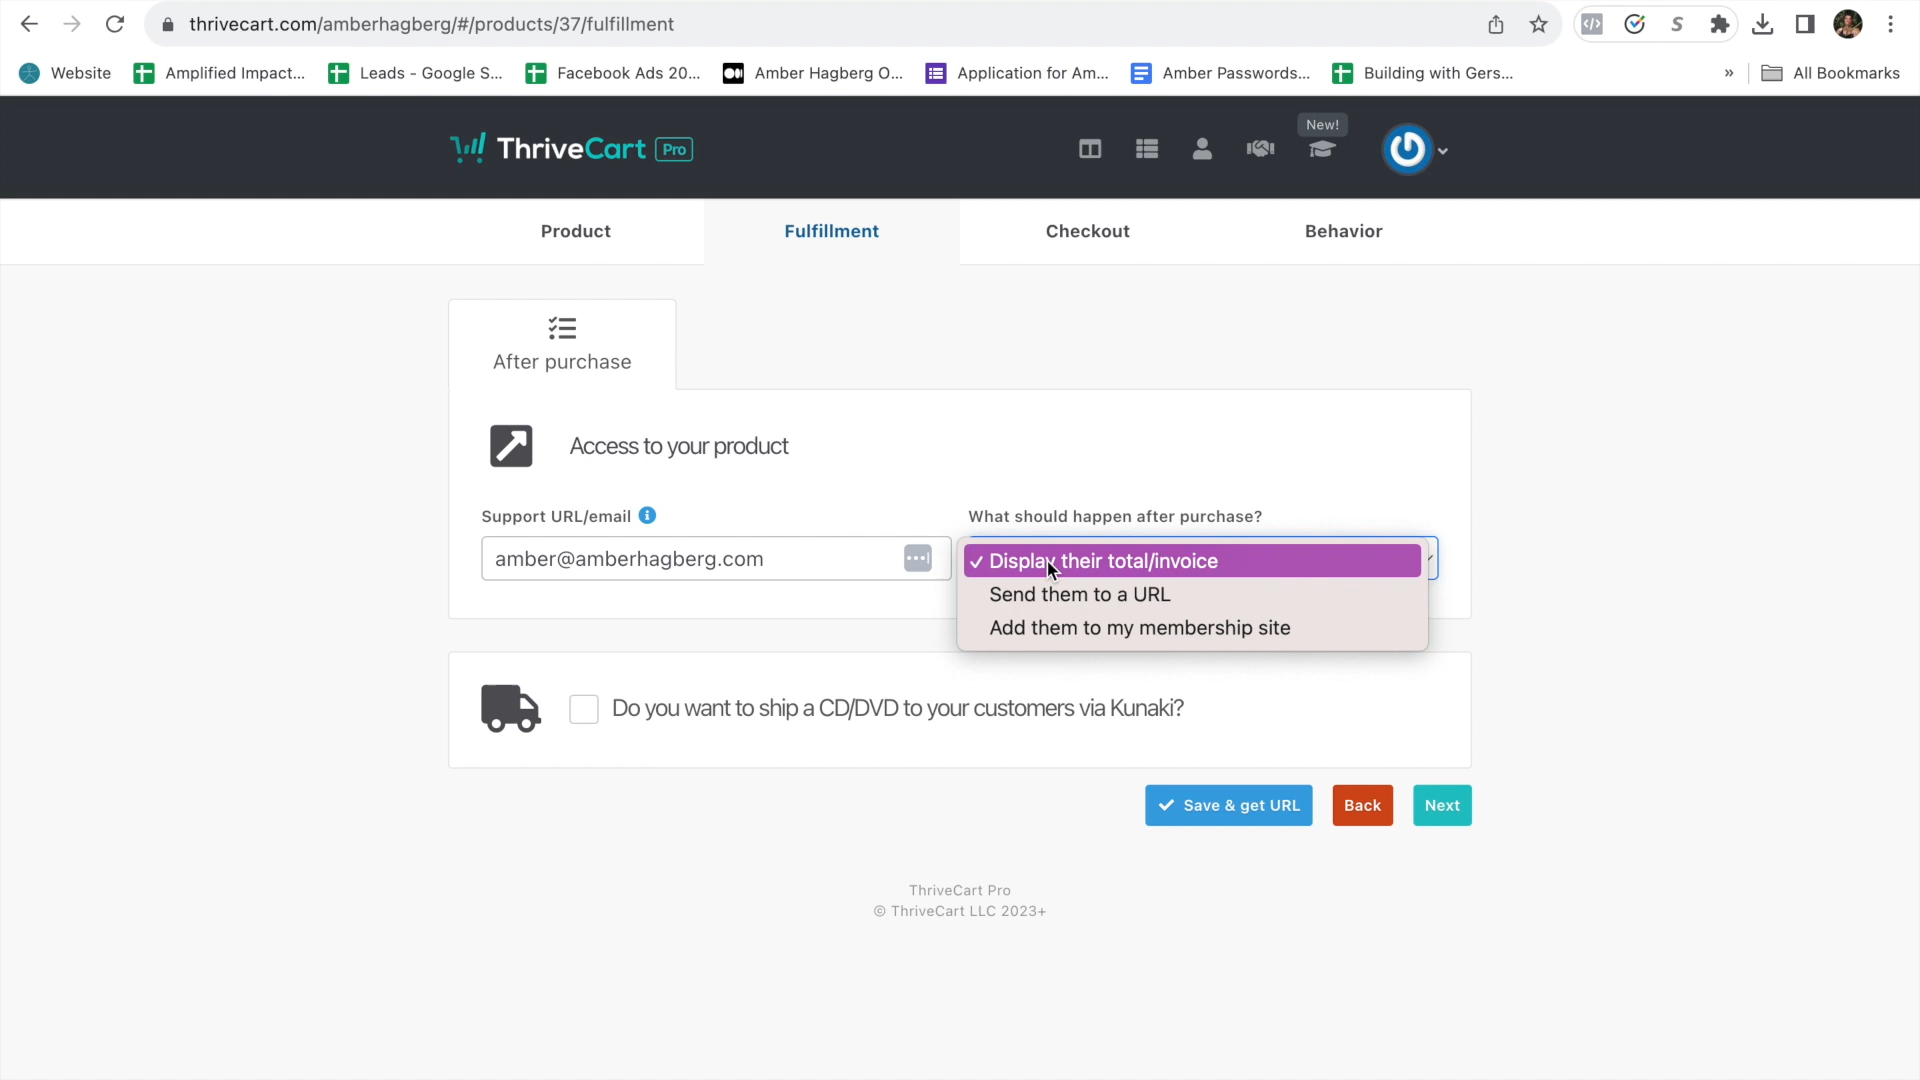 thrivecart.com/amberhagberg/#/products/37/fulfillment
Website
Amplified Impact...
Leads - Google S...
Facebook Ads 20...
Amber Hagberg O...
Application for Am...
Amber Passwords...
Building with Gers...
»
All Bookmarks
ThriveCart Pro
New!
Product
Fulfillment
Checkout
Behavior
After purchase
Access to your product
Support URL/email
What should happen after purchase?
amber@amberhagberg.com
✓ Display their total/invoice
Send them to a URL
Add them to my membership site
Do you want to ship a CD/DVD to your customers via Kunaki?
Save & get URL
Back
Next
ThriveCart Pro
© ThriveCart LLC 2023+